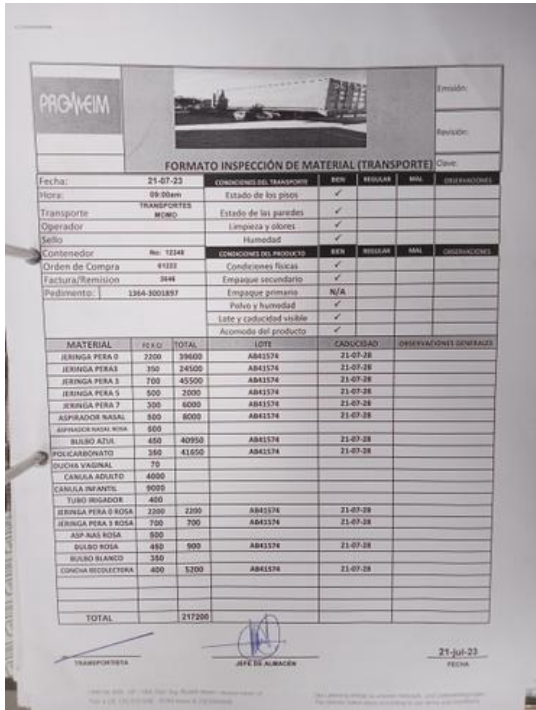 PROHEIM
Emisión:
Revisión:
FORMATO INSPECCIÓN DE MATERIAL (TRANSPORTE) Clave:
Fecha: 21-07-23 CONDICIONES DEL TRANSPORTE BIEN REGULAR MAL OBSERVACIONES
Hora: 09:00am Estado de los pisos ✓
Transporte TRANSPORTES MOMO Estado de las paredes ✓
Operador Limpieza y olores ✓
Sello Humedad ✓
Contenedor No: 12346 CONDICIONES DEL PRODUCTO BIEN REGULAR MAL OBSERVACIONES
Orden de Compra 61222 Condiciones físicas ✓
Factura/Remision 3646 Empaque secundario ✓
Pedimento: 1364-3001897 Empaque primario N/A
Polvo y humedad ✓
Lote y caducidad visible ✓
Acomodo del producto ✓
MATERIAL TOTAL LOTE CADUCIDAD OBSERVACIONES GENERALES
JERINGA PERA 0 2200 39600 AB41574 21-07-28
JERINGA PERA3 350 24500 AB41574 21-07-28
JERINGA PERA 3 700 45500 AB41574 21-07-28
JERINGA PERA 5 500 2000 AB41574 21-07-28
JERINGA PERA 7 300 6000 AB41574 21-07-28
ASPIRADOR NASAL 500 8000 AB41574 21-07-28
ASPIRADOR NASAL ROSA 500
BULBO AZUL 450 40950 AB41574 21-07-28
POLICARBONATO 350 41650 AB41574 21-07-28
DUCHA VAGINAL 70
CANULA ADULTO 4000
CANULA INFANTIL 9000
TUBO IRIGADOR 400
JERINGA PERA 0 ROSA 2200 2200 AB41574 21-07-28
JERINGA PERA 3 ROSA 700 700 AB41574 21-07-28
ASP NAS ROSA 500
BULBO ROSA 450 900 AB41574 21-07-28
BULBO BLANCO 350
CONCHA RECOLECTORA 400 5200 AB41574 21-07-28
TOTAL 217200
TRANSPORTISTA JEFE DE ALMACÉN 21-jul-23
FECHA